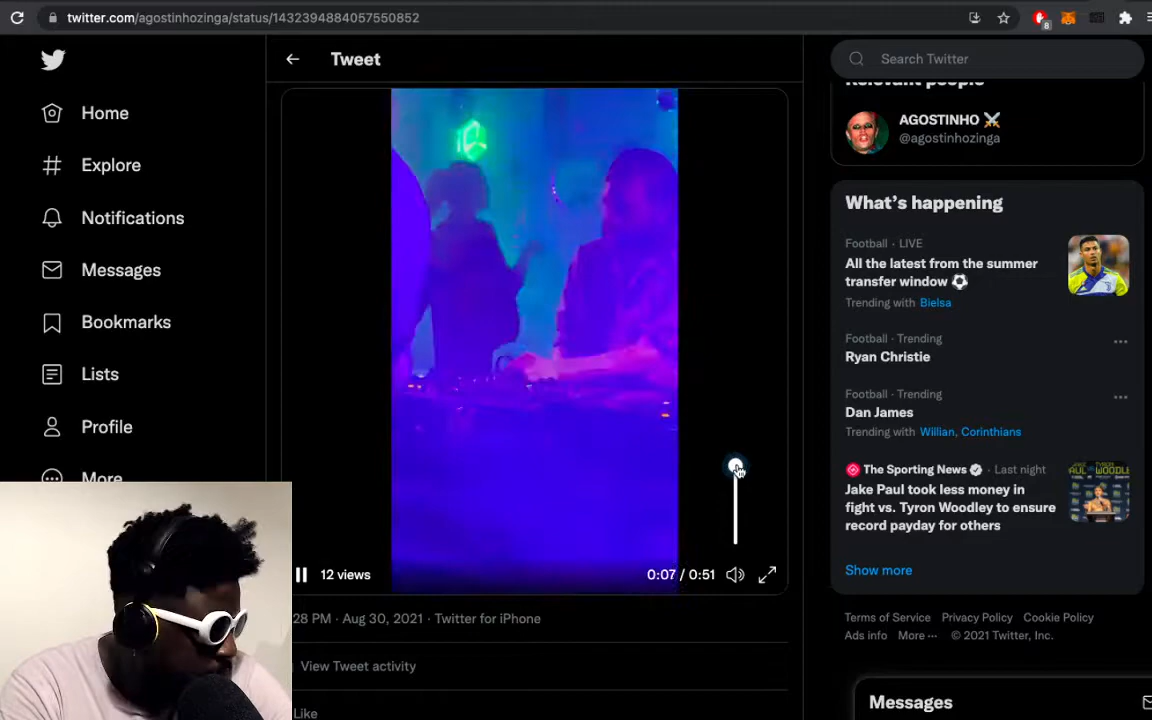 twitter.com/agostinhozinga/status/1432394884057550852
8
Home
Explore
Notifications
Messages
Bookmarks
Lists
Profile
More
Tweet
12 views
0:07 / 0:51
28 PM · Aug 30, 2021 · Twitter for iPhone
View Tweet activity
Like
Search Twitter
Relevant people
AGOSTINHO
@agostinhozinga
What's happening
Football · LIVE
All the latest from the summer
transfer window
Trending with Bielsa
Football · Trending
Ryan Christie
Football · Trending
Dan James
Trending with Willian, Corinthians
The Sporting News · Last night
Jake Paul took less money in
fight vs. Tyron Woodley to ensure
record payday for others
Show more
Terms of Service Privacy Policy Cookie Policy
Ads info More ··· © 2021 Twitter, Inc.
Messages